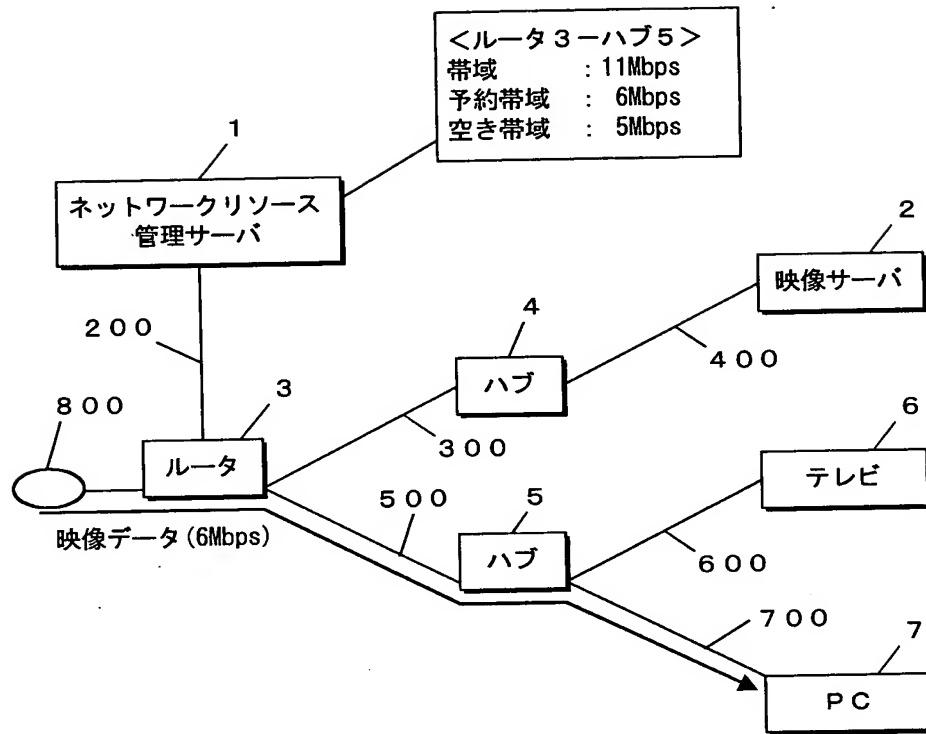 <ルータ３－ハブ５>
帯域 : 11Mbps
予約帯域 : 6Mbps
空き帯域 : 5Mbps
１
ネットワークリソース
管理サーバ
２
映像サーバ
２００
４
ハブ
４００
８００
３
ルータ
３００
６
テレビ
映像データ(6Mbps)
５００
５
ハブ
６００
７００
７
ＰＣ